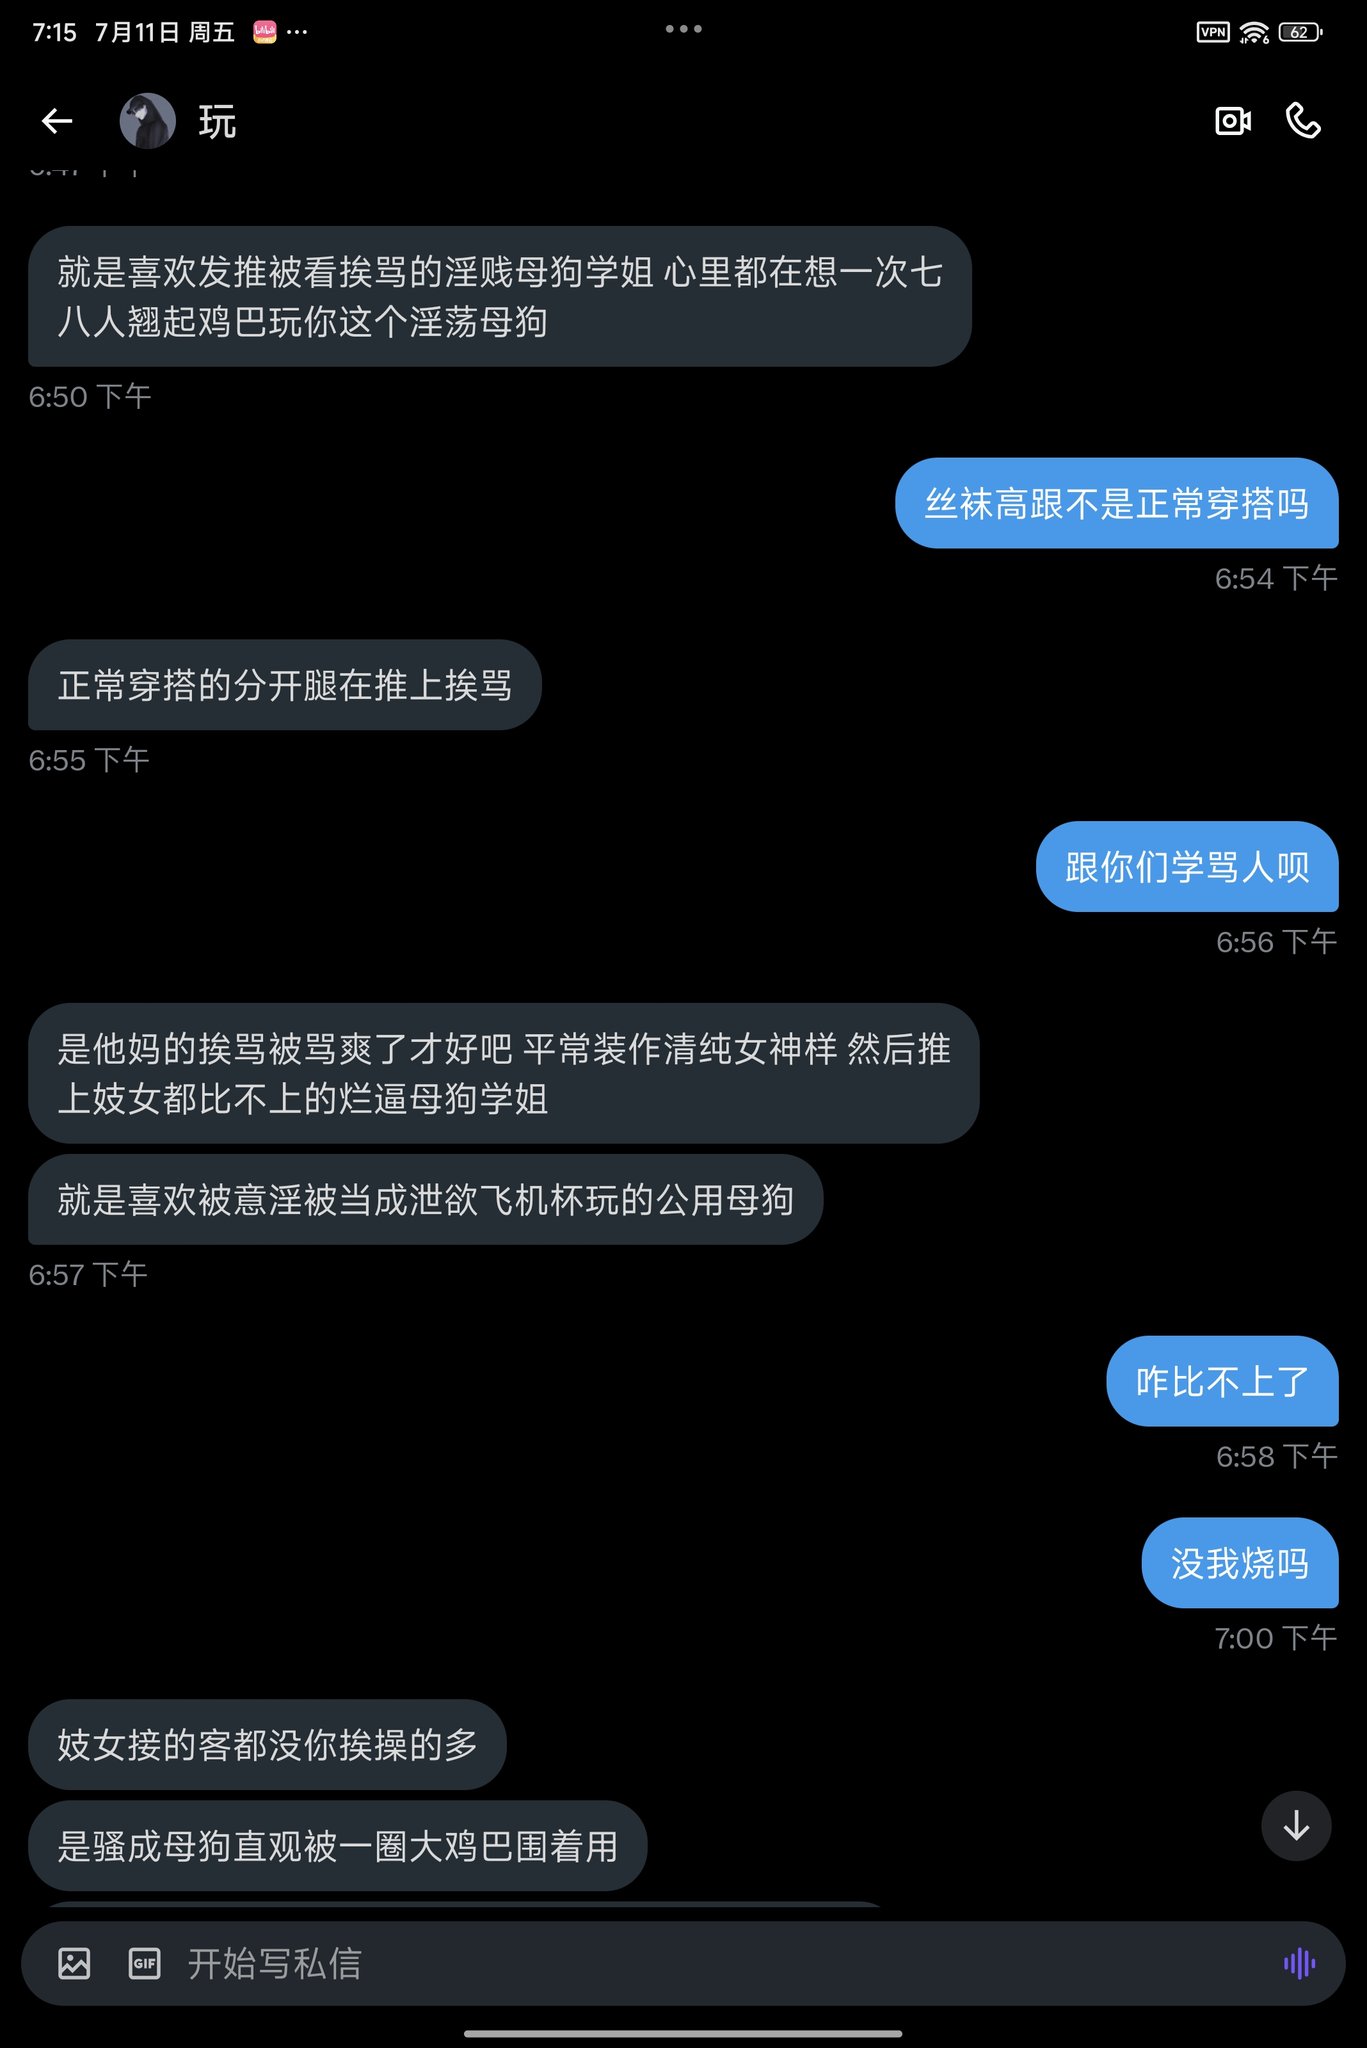 7:15 7月11日 周五
VPN
6
62
玩
就是喜欢发推被看挨骂的淫贱母狗学姐 心里都在想一次七
八人翘起鸡巴玩你这个淫荡母狗
6:50 下午
丝袜高跟不是正常穿搭吗
6:54 下午
正常穿搭的分开腿在推上挨骂
6:55 下午
跟你们学骂人呗
6:56 下午
是他妈的挨骂被骂爽了才好吧 平常装作清纯女神样 然后推
上妓女都比不上的烂逼母狗学姐
就是喜欢被意淫被当成泄欲飞机杯玩的公用母狗
6:57 下午
咋比不上了
6:58 下午
没我烧吗
7:00 下午
妓女接的客都没你挨操的多
是骚成母狗直观被一圈大鸡巴围着用
GIF
开始写私信